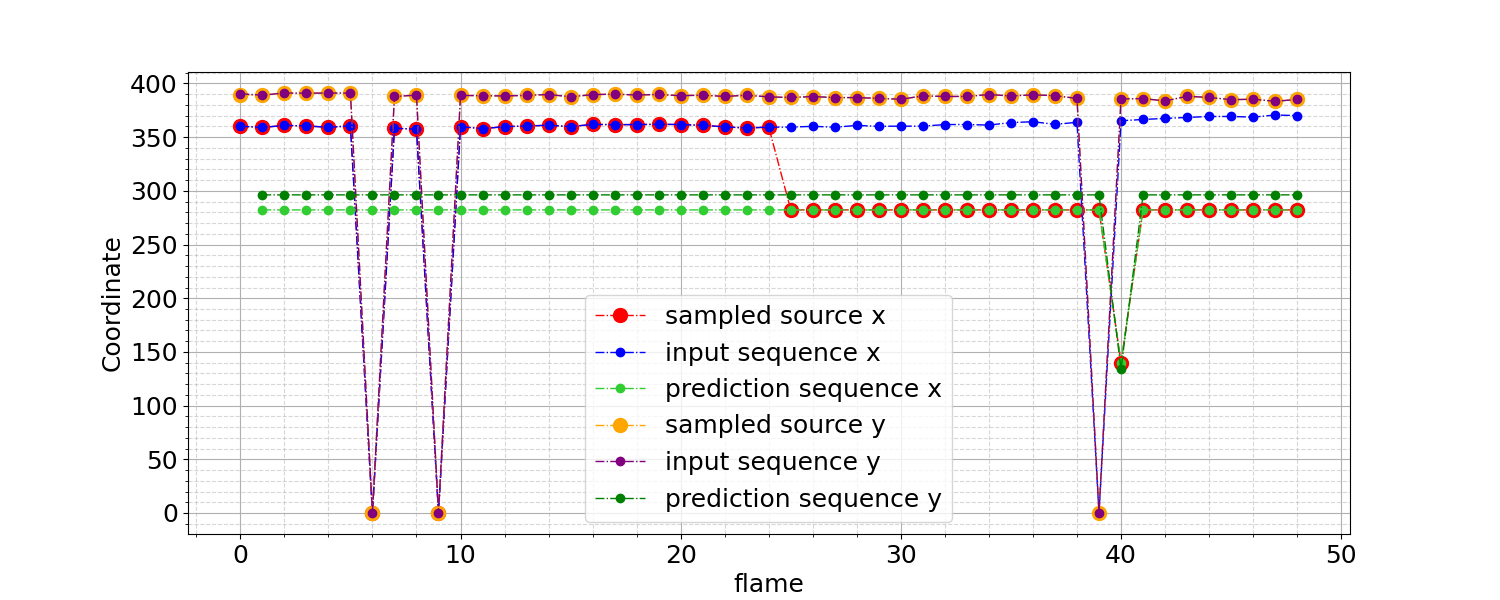 400
350
300
250
200
150
100
50
0
Coordinate
sampled source x
input sequence x
prediction sequence x
sampled source y
input sequence y
prediction sequence y
0 10 20 30 40 50
flame